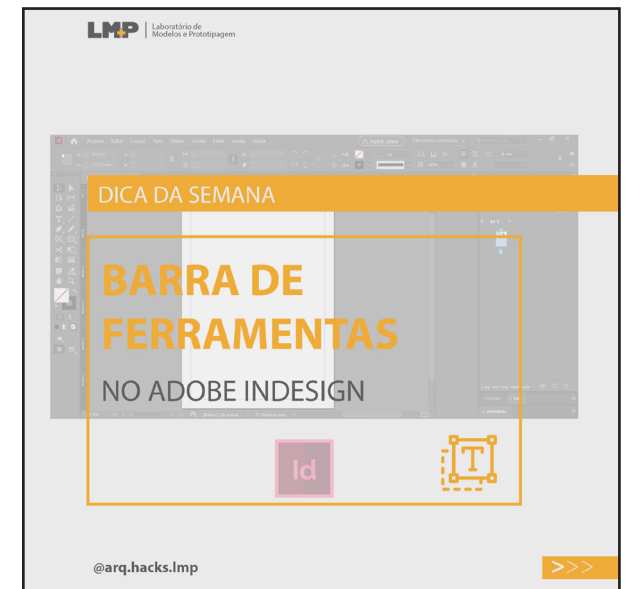 LMP
Laboratório de
Modelos e Prototipagem
DICA DA SEMANA
BARRA DE
FERRAMENTAS
NO ADOBE INDESIGN
Id
T
@arq.hacks.lmp
>>>